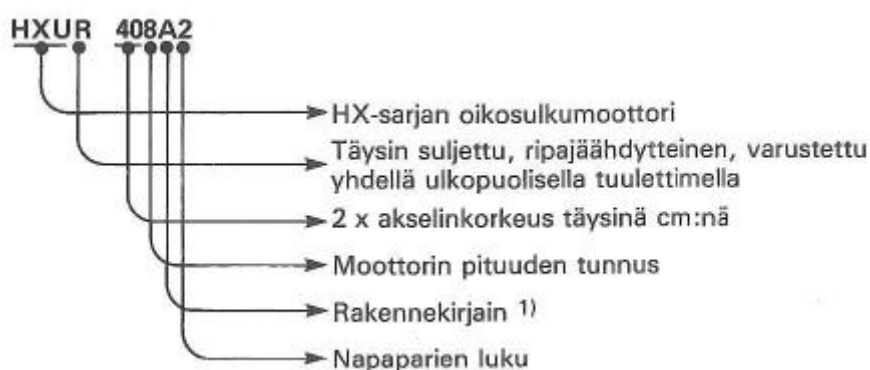 HXUR 408A2
HX-sarjan oikosulkumoottori
Täysin suljettu, ripajäähdytteinen, varustettu
yhdellä ulkopuolisella tuulettimella
2 x akselinkorkeus täysinä cm:nä
Moottorin pituuden tunnus
Rakennekirjain 1)
Napaparien luku